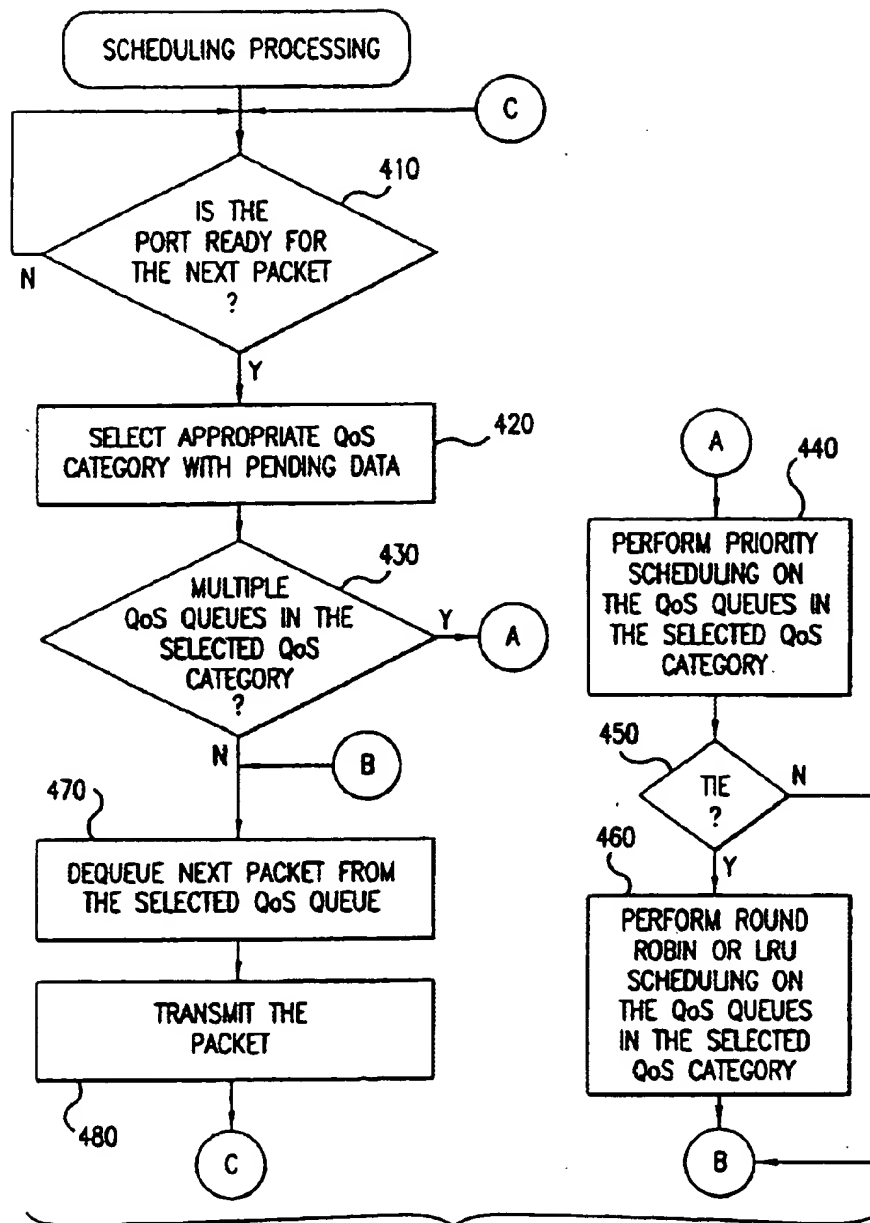 SCHEDULING PROCESSING
C
410
IS THE
PORT READY FOR
THE NEXT PACKET
?
N
Y
SELECT APPROPRIATE QoS
CATEGORY WITH PENDING DATA
420
430
MULTIPLE
QoS QUEUES IN THE
SELECTED QoS
CATEGORY
?
Y
A
N
B
470
DEQUEUE NEXT PACKET FROM
THE SELECTED QoS QUEUE
TRANSMIT THE
PACKET
480
C
A
440
PERFORM PRIORITY
SCHEDULING ON
THE QoS QUEUES IN
THE SELECTED QoS
CATEGORY
450
TIE
?
N
Y
460
PERFORM ROUND
ROBIN OR LRU
SCHEDULING ON
THE QoS QUEUES
IN THE SELECTED
QoS CATEGORY
B